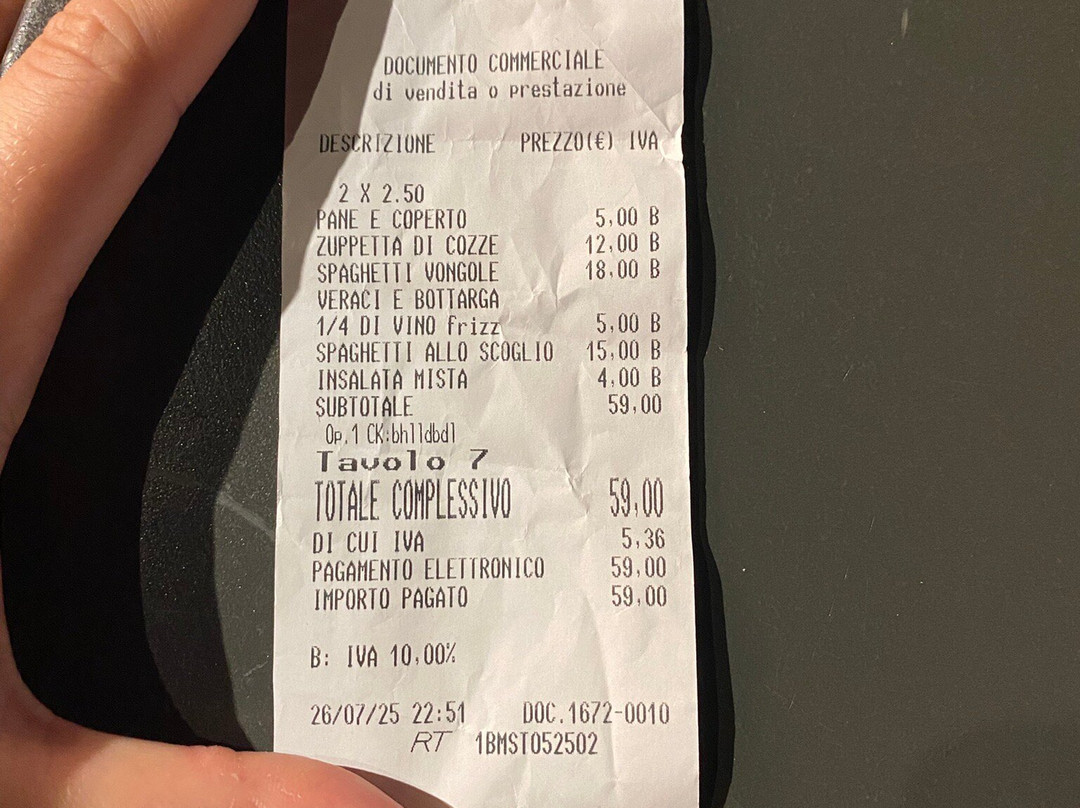 DOCUMENTO COMMERCIALE
di vendita o prestazione
DESCRIZIONE PREZZO(€) IVA
2 X 2.50
PANE E COPERTO 5,00 B
ZUPPETTA DI COZZE 12,00 B
SPAGHETTI VONGOLE 18,00 B
VERACI E BOTTARGA
1/4 DI VINO frizz 5,00 B
SPAGHETTI ALLO SCOGLIO 15,00 B
INSALATA MISTA 4,00 B
SUBTOTALE 59,00
Op.1 CK:bhlldbdl
Tavolo 7
TOTALE COMPLESSIVO 59,00
DI CUI IVA 5,36
PAGAMENTO ELETTRONICO 59,00
IMPORTO PAGATO 59,00
B: IVA 10,00%
26/07/25 22:51 DOC.1672-0010
RT 1BMST052502